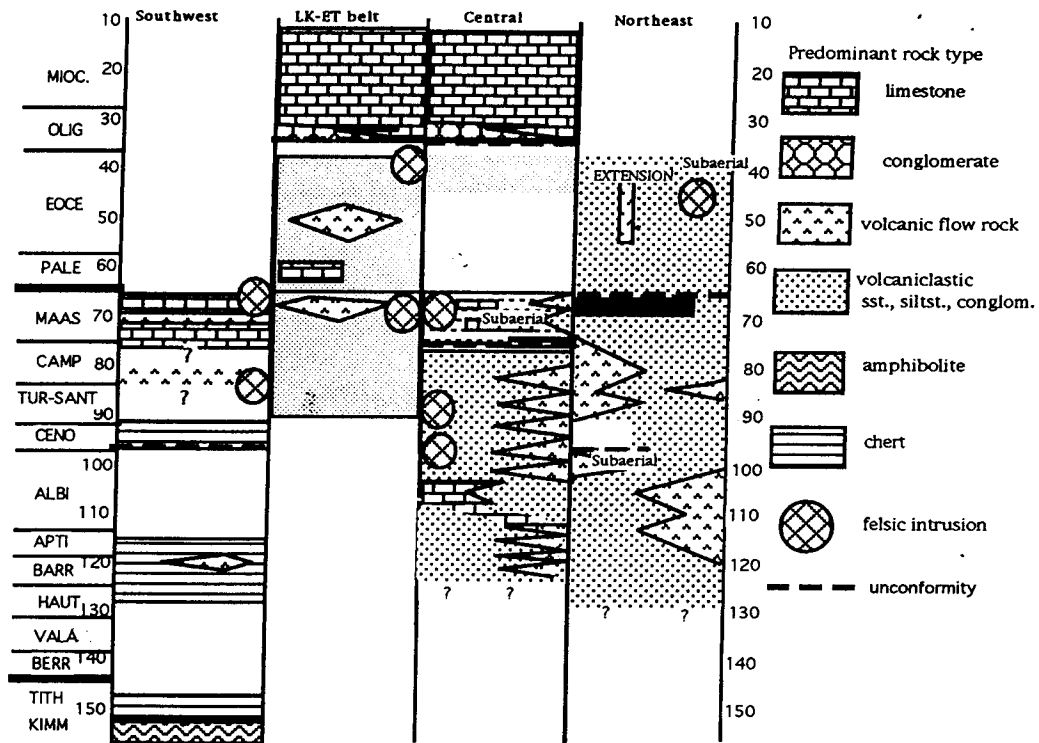 Southwest LK-ET belt Central Northeast
10
MIOC. 20
30
OLIG
40
EOCE
50
PALE 60
MAAS 70
CAMP 80
TUR-SANT
90
CENO
100
ALBI
110
APTI
120
BARR
HAUT 130
VALA
BERR 140
TITH
150
KIMM
?
?
?
Subaerial
?
?
Subaerial
EXTENSION
Subaerial
?
?
10
20
30
40
50
60
70
80
90
100
110
120
130
140
150
Predominant rock type
limestone
conglomerate
volcanic flow rock
volcaniclastic
sst., siltst., conglom.
amphibolite
chert
felsic intrusion
unconformity